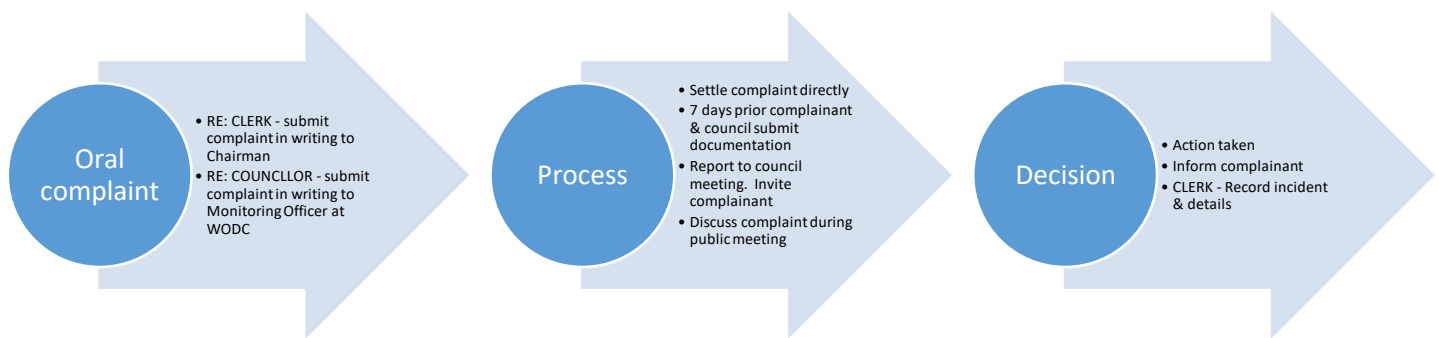 Oral
complaint
• RE: CLERK - submit
complaint in writing to
Chairman
• RE: COUNCLLOR - submit
complaint in writing to
Monitoring Officer at
WODC
Process
• Settle complaint directly
• 7 days prior complainant
& council submit
documentation
• Report to council
meeting. Invite
complainant
• Discuss complaint during
public meeting
Decision
• Action taken
• Inform complainant
• CLERK - Record incident
& details